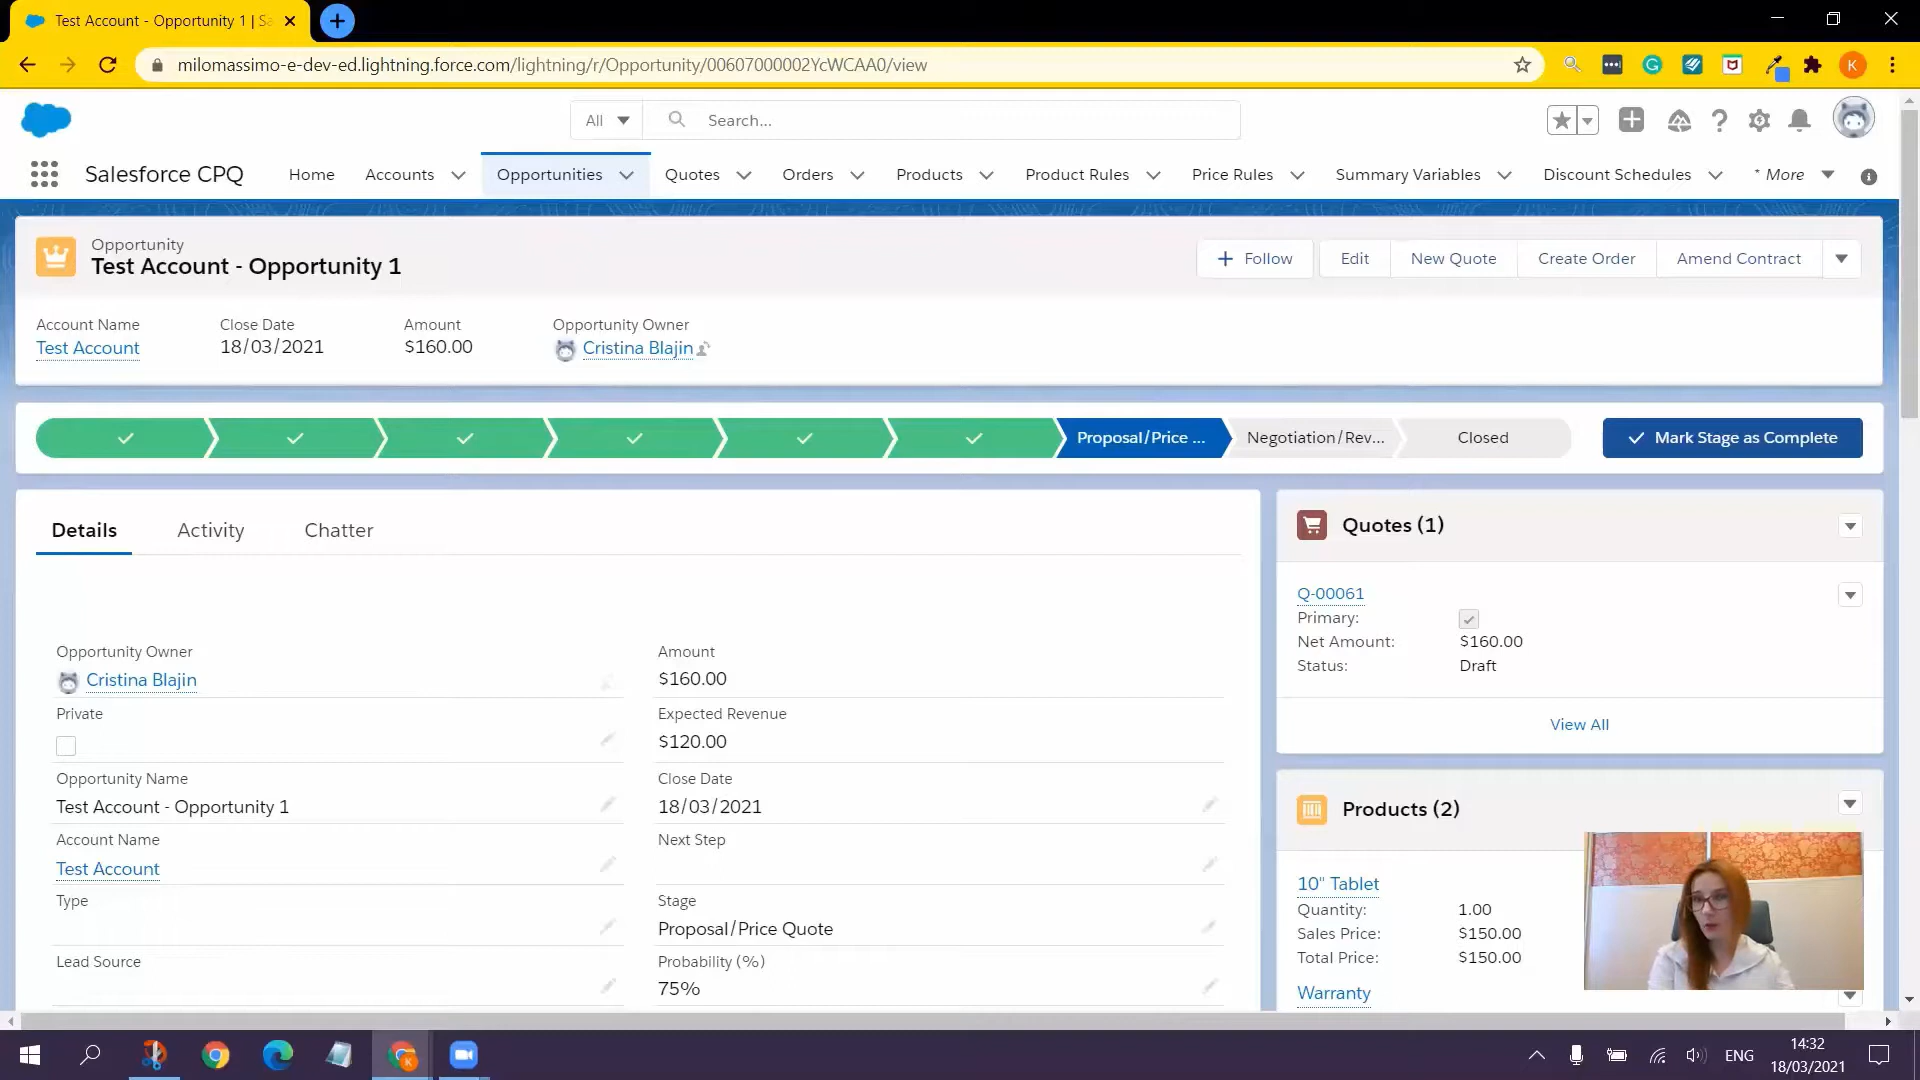 Test Account - Opportunity 1 | Sa
milomassimo-e-dev-ed.lightning.force.com/lightning/r/Opportunity/00607000002YcWCAA0/view
K
All
Search...
Salesforce CPQ
Home
Accounts
Opportunities
Quotes
Orders
Products
Product Rules
Price Rules
Summary Variables
Discount Schedules
* More
Opportunity
Test Account - Opportunity 1
Follow
Edit
New Quote
Create Order
Amend Contract
Account Name
Test Account
Close Date
18/03/2021
Amount
$160.00
Opportunity Owner
Cristina Blajin
Proposal/Price ...
Negotiation/Rev...
Closed
Mark Stage as Complete
Details
Activity
Chatter
Opportunity Owner
Cristina Blajin
Private
Opportunity Name
Test Account - Opportunity 1
Account Name
Test Account
Type
Lead Source
Amount
$160.00
Expected Revenue
$120.00
Close Date
18/03/2021
Next Step
Stage
Proposal/Price Quote
Probability (%)
75%
Quotes (1)
Q-00061
Primary:
Net Amount: $160.00
Status: Draft
View All
Products (2)
10" Tablet
Quantity: 1.00
Sales Price: $150.00
Total Price: $150.00
Warranty
ENG
14:32
18/03/2021